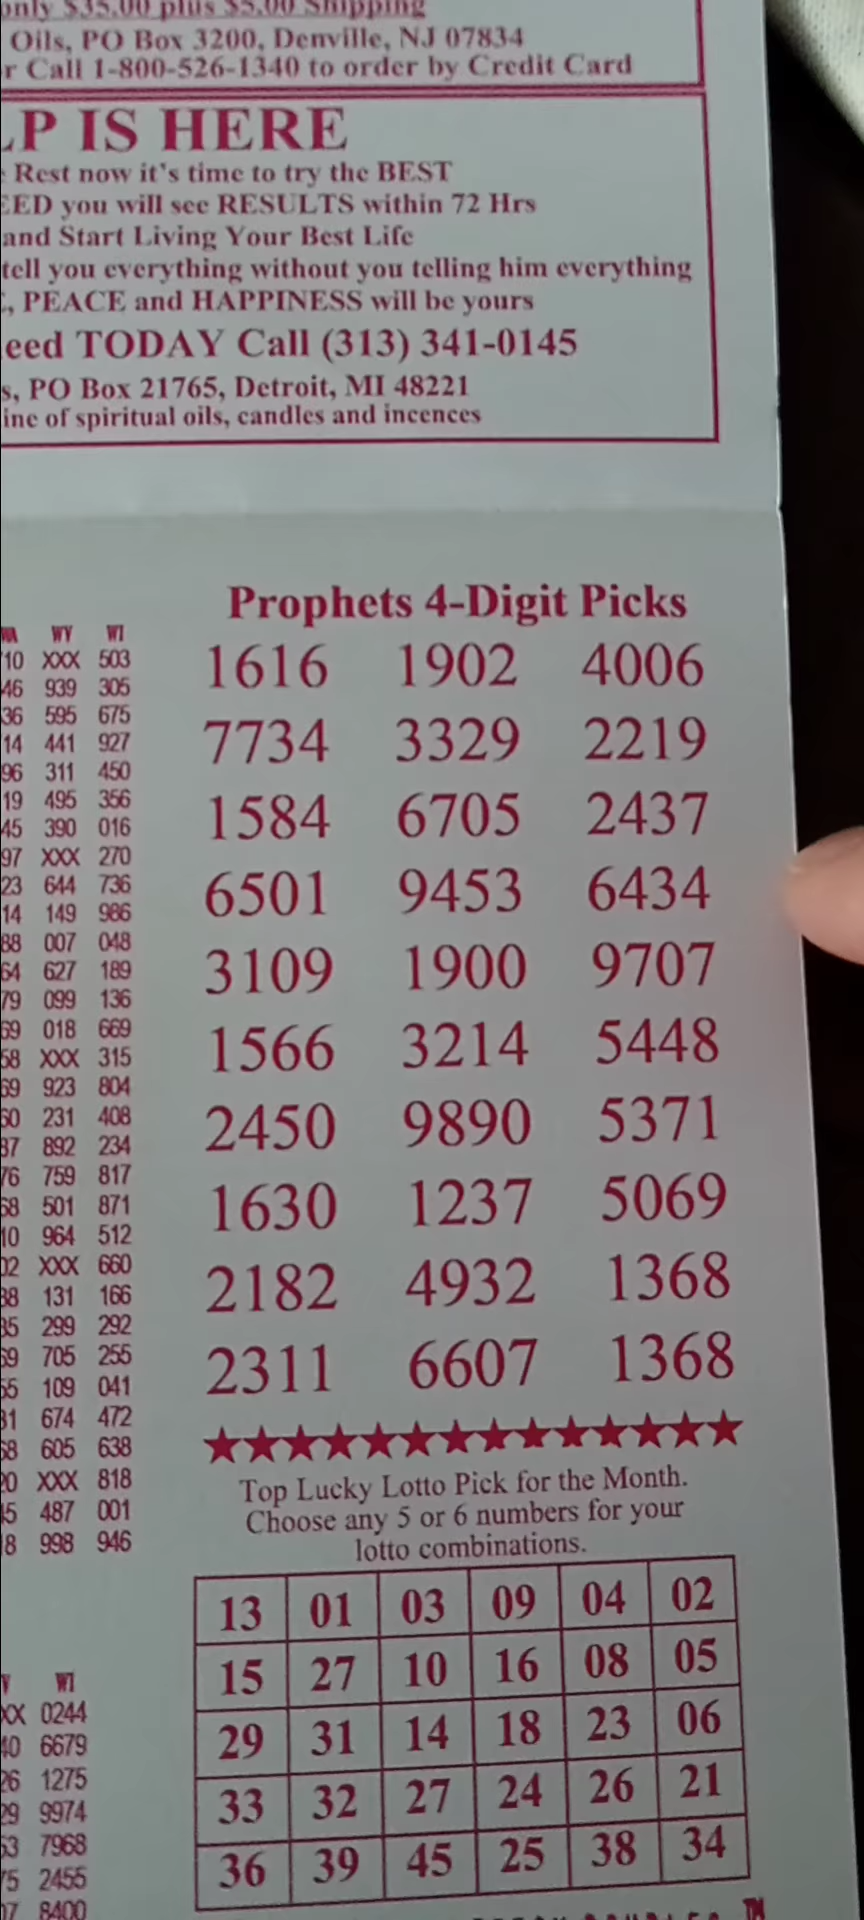 only $35.00 plus $5.00 Shipping
Oils, PO Box 3200, Denville, NJ 07834
r Call 1-800-526-1340 to order by Credit Card
LP IS HERE
Rest now it's time to try the BEST
EED you will see RESULTS within 72 Hrs
and Start Living Your Best Life
tell you everything without you telling him everything
, PEACE and HAPPINESS will be yours
eed TODAY Call (313) 341-0145
s, PO Box 21765, Detroit, MI 48221
ine of spiritual oils, candles and incences
WA WY WI
10 XXX 503
46 939 305
36 595 675
14 441 927
96 311 450
19 495 356
45 390 016
97 XXX 270
23 644 736
14 149 986
88 007 048
64 627 189
79 099 136
69 018 669
58 XXX 315
69 923 804
60 231 408
37 892 234
76 759 817
68 501 871
10 964 512
02 XXX 660
38 131 166
35 299 292
69 705 255
55 109 041
31 674 472
68 605 638
20 XXX 818
45 487 001
8 998 946
WI
XX 0244
40 6679
26 1275
29 9974
53 7968
75 2455
07 8400
Prophets 4-Digit Picks
1616 1902 4006
7734 3329 2219
1584 6705 2437
6501 9453 6434
3109 1900 9707
1566 3214 5448
2450 9890 5371
1630 1237 5069
2182 4932 1368
2311 6607 1368
★★★★★★★★★★★★★★
Top Lucky Lotto Pick for the Month.
Choose any 5 or 6 numbers for your
lotto combinations.
13 01 03 09 04 02
15 27 10 16 08 05
29 31 14 18 23 06
33 32 27 24 26 21
36 39 45 25 38 34
TM